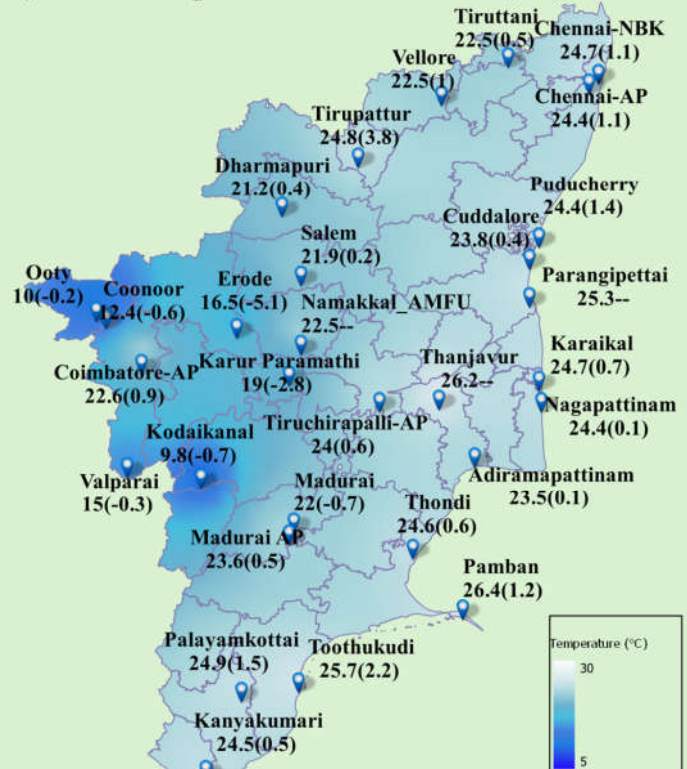 Tiruttani
22.5(0.5)
Chennai-NBK
24.7(1.1)
Vellore
22.5(1)
Chennai-AP
24.4(1.1)
Tirupattur
24.8(3.8)
Dharmapuri
21.2(0.4)
Puducherry
24.4(1.4)
Cuddalore
23.8(0.4)
Salem
21.9(0.2)
Ooty
10(-0.2)
Coonoor
12.4(-0.6)
Erode
16.5(-5.1)
Namakkal_AMFU
22.5--
Parangipettai
25.3--
Karaikal
24.7(0.7)
Coimbatore-AP
22.6(0.9)
Karur Paramathi
19(-2.8)
Thanjavur
26.2--
Nagapattinam
24.4(0.1)
Tiruchirapalli-AP
24(0.6)
Kodaikanal
9.8(-0.7)
Valparai
15(-0.3)
Madurai
22(-0.7)
Adiramapattinam
23.5(0.1)
Thondi
24.6(0.6)
Madurai AP
23.6(0.5)
Pamban
26.4(1.2)
Palayamkottai
24.9(1.5)
Toothukudi
25.7(2.2)
Kanyakumari
24.5(0.5)
Temperature (°C)
30
5